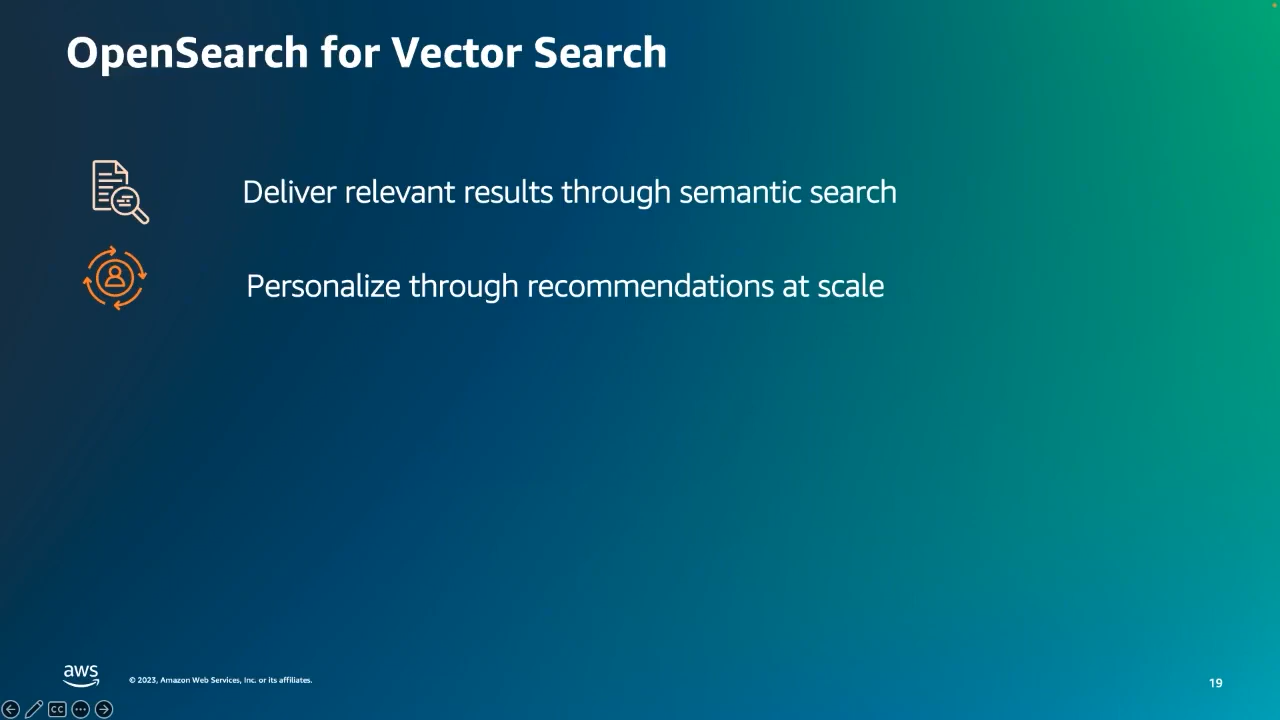 OpenSearch for Vector Search
Deliver relevant results through semantic search
Personalize through recommendations at scale
aws
© 2023, Amazon Web Services, Inc. or its affiliates.
19
CC